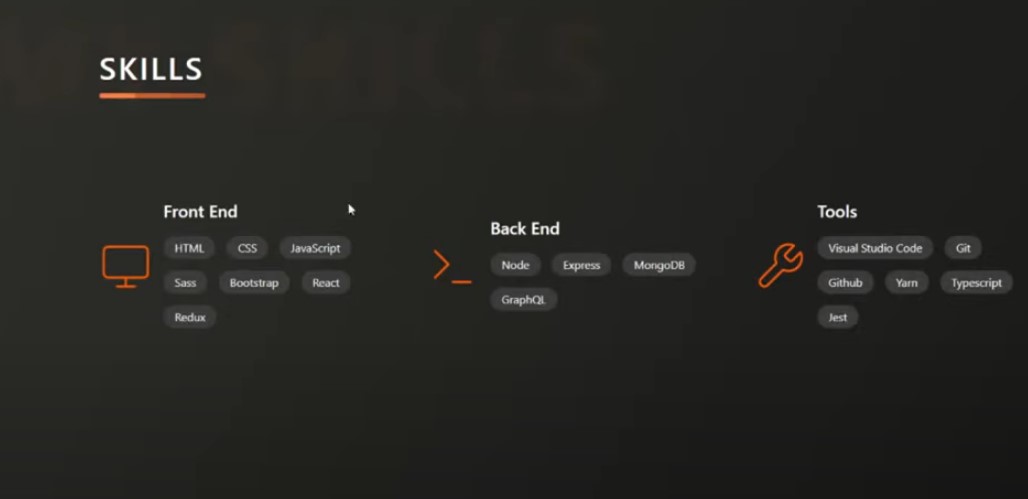 SKILLS
Front End
HTML CSS JavaScript
Sass Bootstrap React
Redux
Back End
Node Express MongoDB
GraphQL
Tools
Visual Studio Code Git
Github Yarn Typescript
Jest